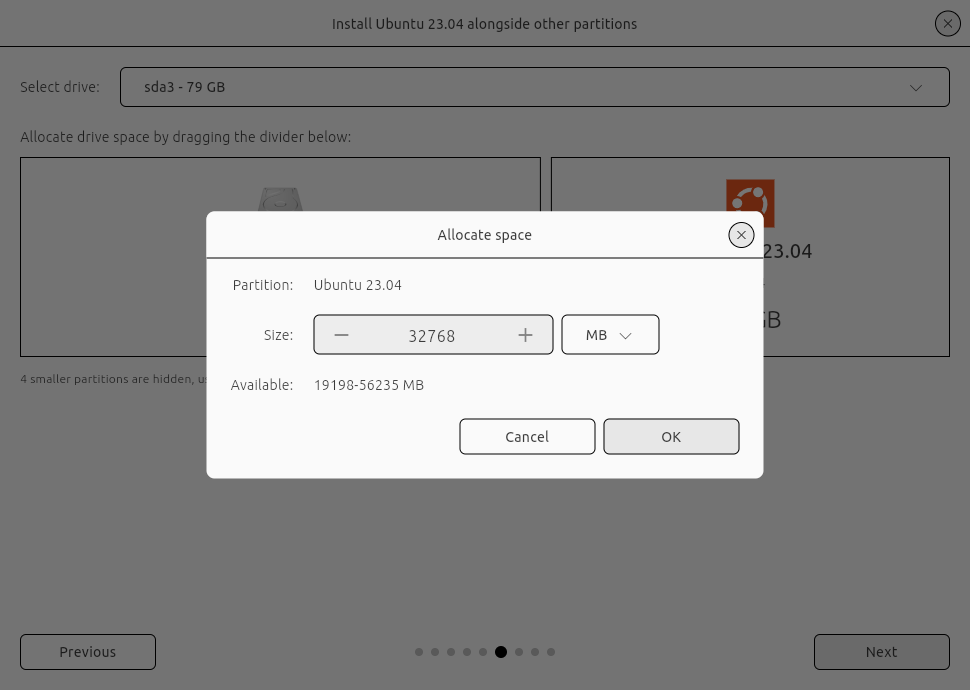 Install Ubuntu 23.04 alongside other partitions
Select drive:
sda3 - 79 GB
Allocate drive space by dragging the divider below:
23.04
GB
4 smaller partitions are hidden,
Allocate space
Partition: Ubuntu 23.04
Size: 32768 MB
Available: 19198-56235 MB
Cancel OK
Previous Next